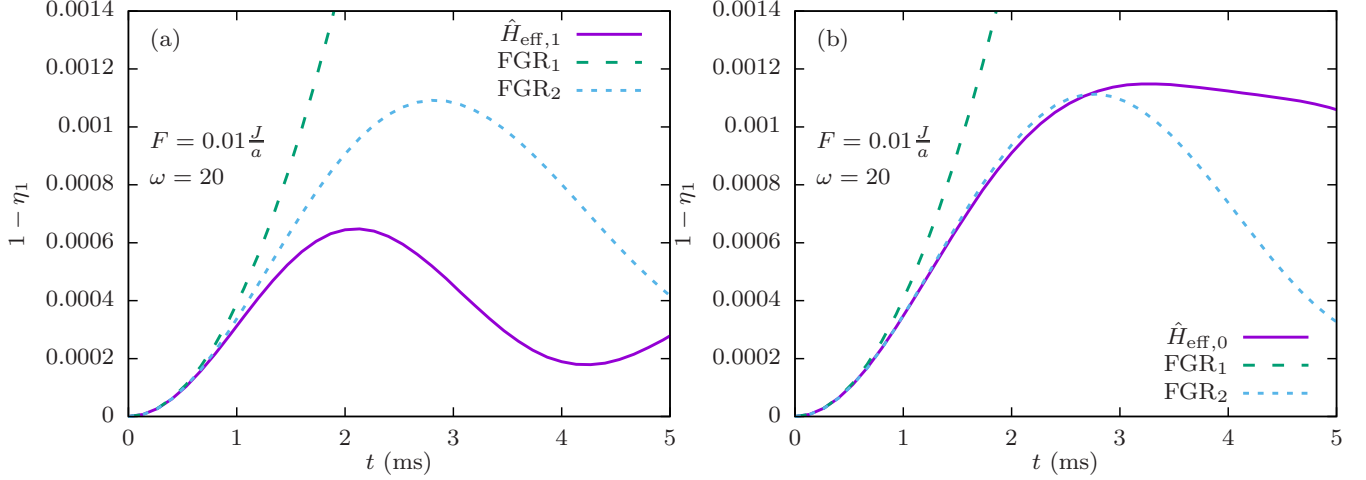 (a)
Ĥeff,1
FGR1
FGR2
F = 0.01 J/a
ω = 20
1 − η1
0.0014
0.0012
0.001
0.0008
0.0006
0.0004
0.0002
0
0 1 2 3 4 5
t (ms)
(b)
F = 0.01 J/a
ω = 20
Ĥeff,0
FGR1
FGR2
1 − η1
0.0014
0.0012
0.001
0.0008
0.0006
0.0004
0.0002
0
0 1 2 3 4 5
t (ms)